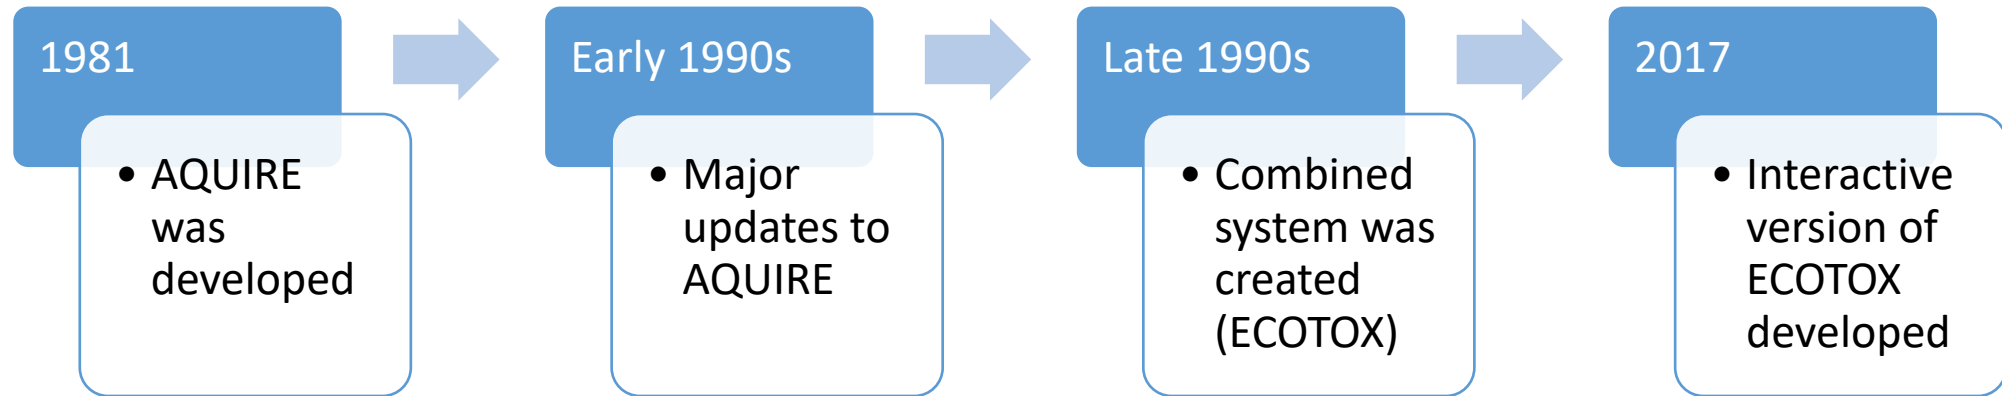 1981
• AQUIRE
was
developed
Early 1990s
• Major
updates to
AQUIRE
Late 1990s
• Combined
system was
created
(ECOTOX)
2017
• Interactive
version of
ECOTOX
developed